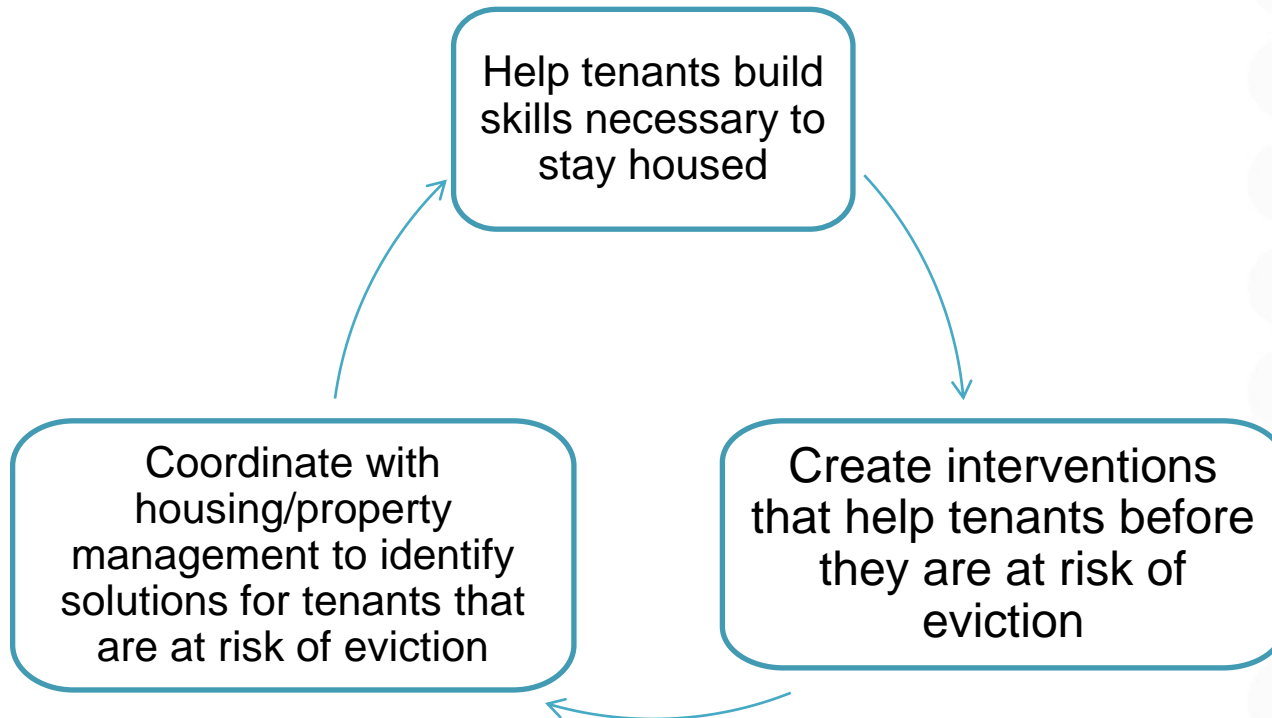 Help tenants build
skills necessary to
stay housed
Create interventions
that help tenants before
they are at risk of
eviction
Coordinate with
housing/property
management to identify
solutions for tenants that
are at risk of eviction